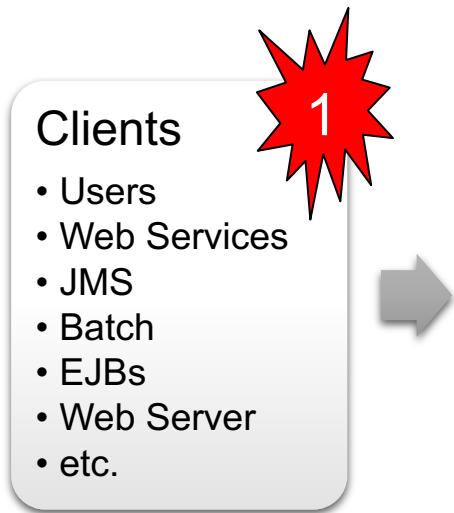 1
Clients
• Users
• Web Services
• JMS
• Batch
• EJBs
• Web Server
• etc.